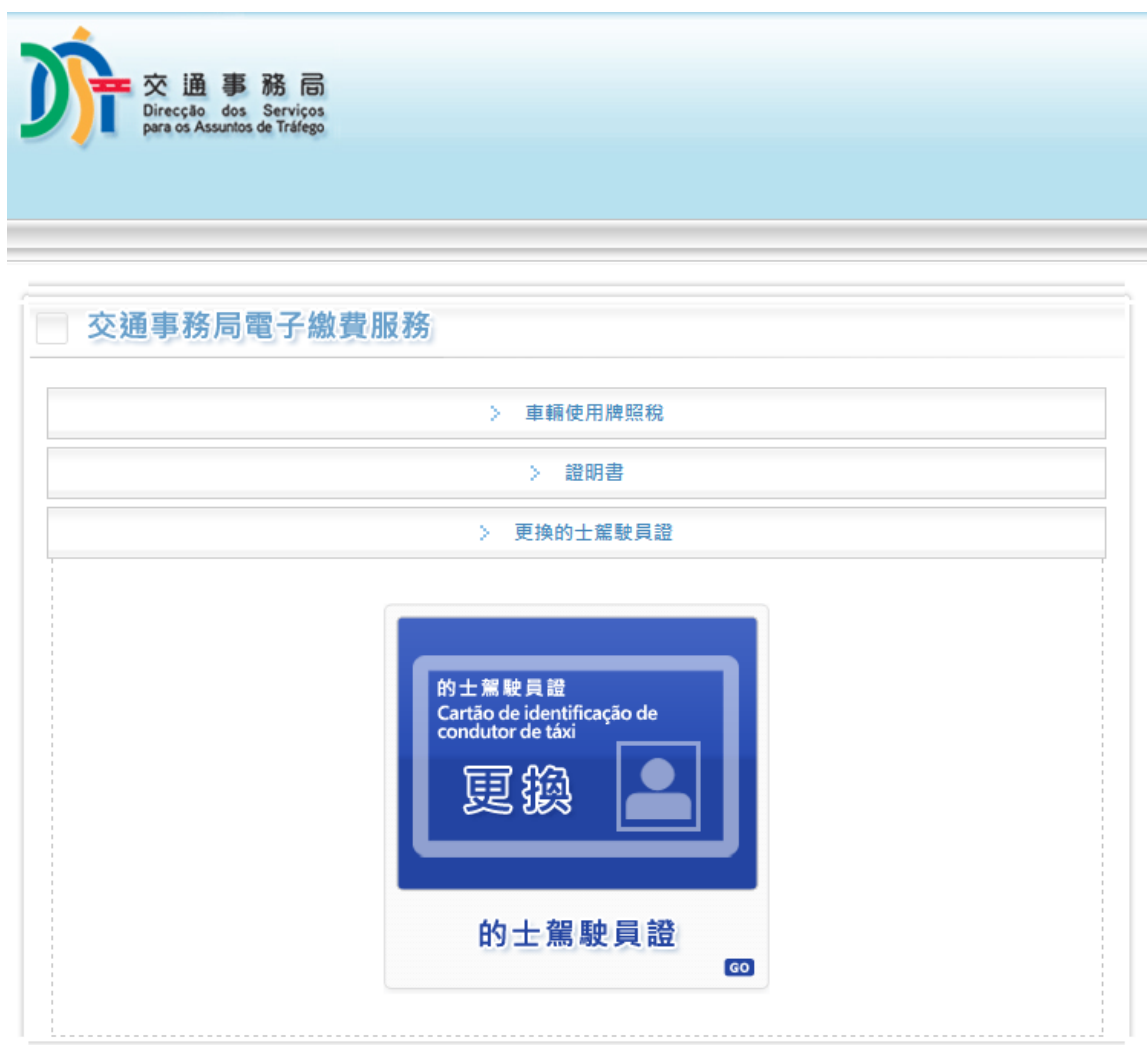 交通事務局
Direcção dos Serviços
para os Assuntos de Tráfego
交通事務局電子繳費服務
車輛使用牌照稅
證明書
更換的士駕駛員證
的士駕駛員證
Cartão de identificação de
condutor de táxi
更換
的士駕駛員證
GO